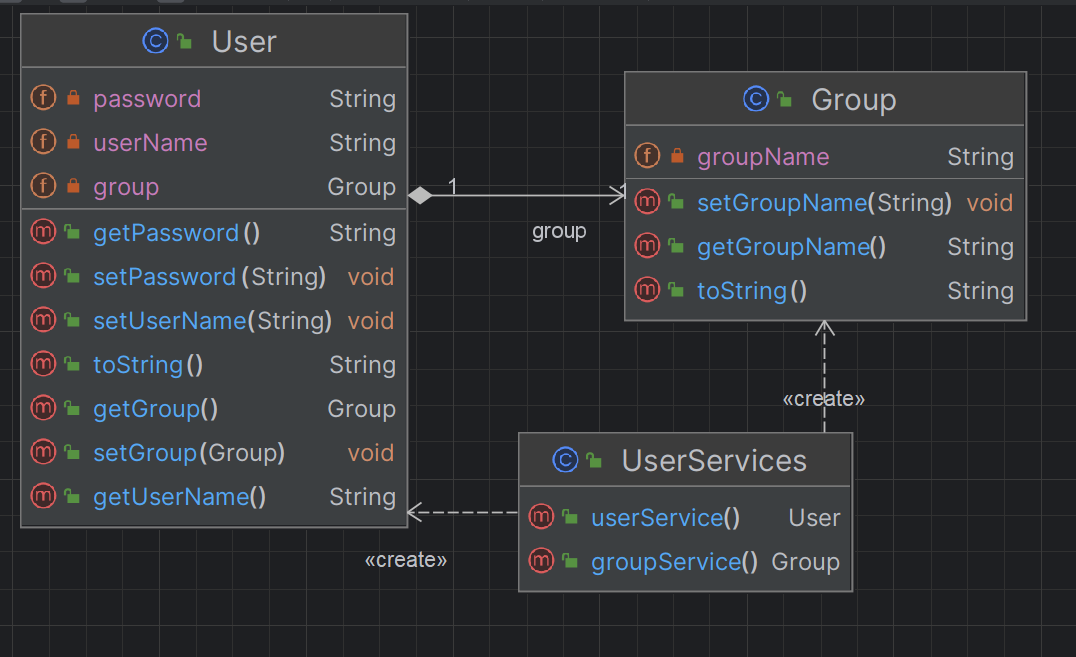 User
password String
userName String
group Group
getPassword() String
setPassword(String) void
setUserName(String) void
toString() String
getGroup() Group
setGroup(Group) void
getUserName() String
1
1
group
Group
groupName String
setGroupName(String) void
getGroupName() String
toString() String
«create»
UserServices
userService() User
groupService() Group
«create»